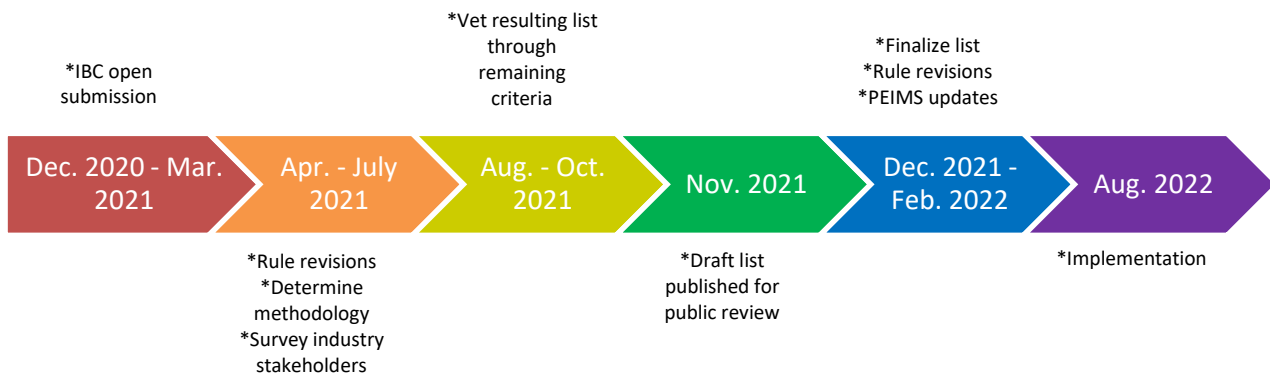 *IBC open
submission
Dec. 2020 - Mar.
2021
Apr. - July
2021
*Rule revisions
*Determine
methodology
*Survey industry
stakeholders
*Vet resulting list
through
remaining
criteria
Aug. - Oct.
2021
Nov. 2021
*Draft list
published for
public review
*Finalize list
*Rule revisions
*PEIMS updates
Dec. 2021 -
Feb. 2022
Aug. 2022
*Implementation